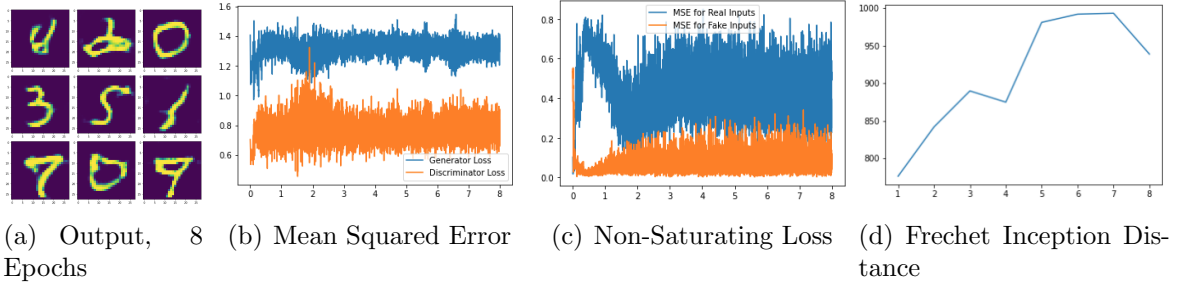 1.6
1.4
1.2
1.0
0.8
0.6
0 1 2 3 4 5 6 7 8
Generator Loss
Discriminator Loss
0.8
0.6
0.4
0.2
0.0
0 1 2 3 4 5 6 7 8
MSE for Real Inputs
MSE for Fake Inputs
1000
950
900
850
800
1 2 3 4 5 6 7 8
(a) Output, 8
Epochs
(b) Mean Squared Error
(c) Non-Saturating Loss
(d) Frechet Inception Dis-
tance